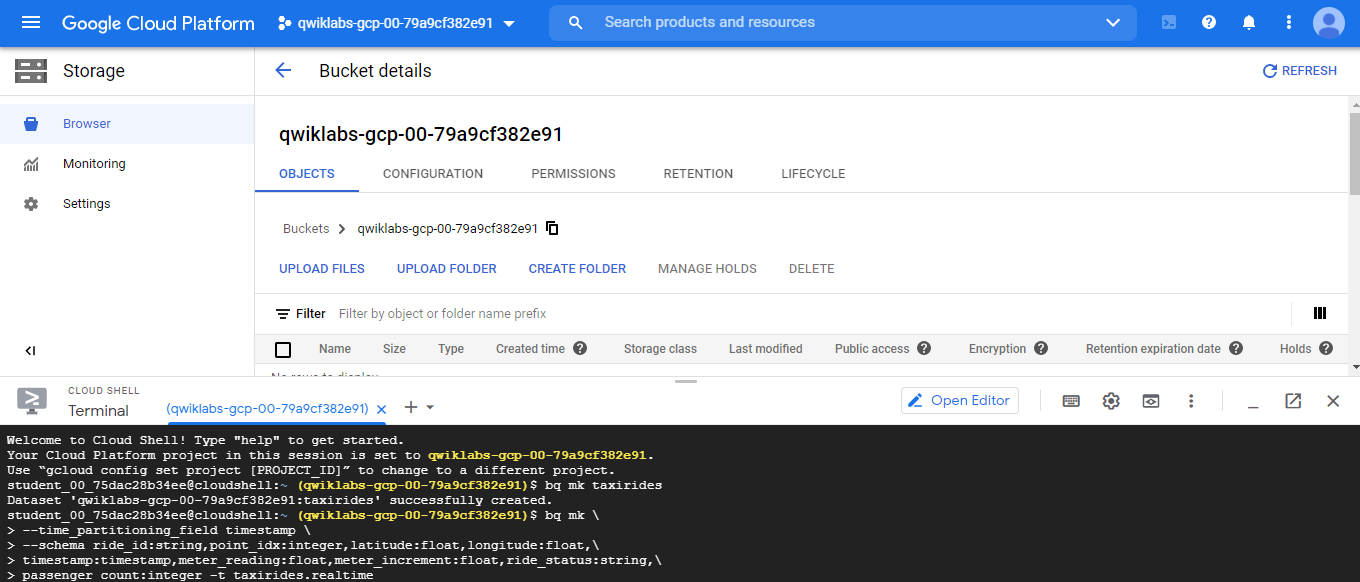 Google Cloud Platform
qwiklabs-gcp-00-79a9cf382e91
Search products and resources
Storage
Bucket details
REFRESH
Browser
Monitoring
Settings
qwiklabs-gcp-00-79a9cf382e91
OBJECTS CONFIGURATION PERMISSIONS RETENTION LIFECYCLE
Buckets > qwiklabs-gcp-00-79a9cf382e91
UPLOAD FILES UPLOAD FOLDER CREATE FOLDER MANAGE HOLDS DELETE
Filter Filter by object or folder name prefix
Name Size Type Created time ? Storage class Last modified Public access ? Encryption ? Retention expiration date ? Holds ?
No rows to display
CLOUD SHELL
Terminal
(qwiklabs-gcp-00-79a9cf382e91) × +
Open Editor
Welcome to Cloud Shell! Type "help" to get started.
Your Cloud Platform project in this session is set to qwiklabs-gcp-00-79a9cf382e91.
Use “gcloud config set project [PROJECT_ID]” to change to a different project.
student_00_75dac28b34ee@cloudshell:~ (qwiklabs-gcp-00-79a9cf382e91)$ bq mk taxirides
Dataset 'qwiklabs-gcp-00-79a9cf382e91:taxirides' successfully created.
student_00_75dac28b34ee@cloudshell:~ (qwiklabs-gcp-00-79a9cf382e91)$ bq mk \
> --time_partitioning_field timestamp \
> --schema ride_id:string,point_idx:integer,latitude:float,longitude:float,\
> timestamp:timestamp,meter_reading:float,meter_increment:float,ride_status:string,\
> passenger_count:integer -t taxirides.realtime